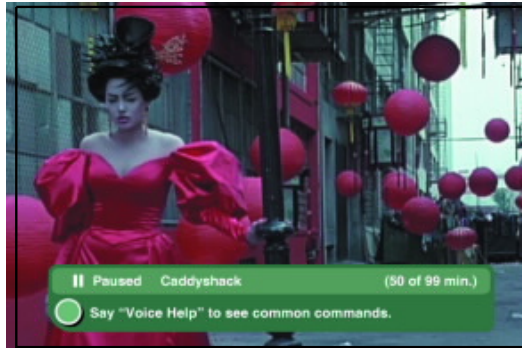 Paused Caddyshack (50 of 99 min.)
Say “Voice Help” to see common commands.